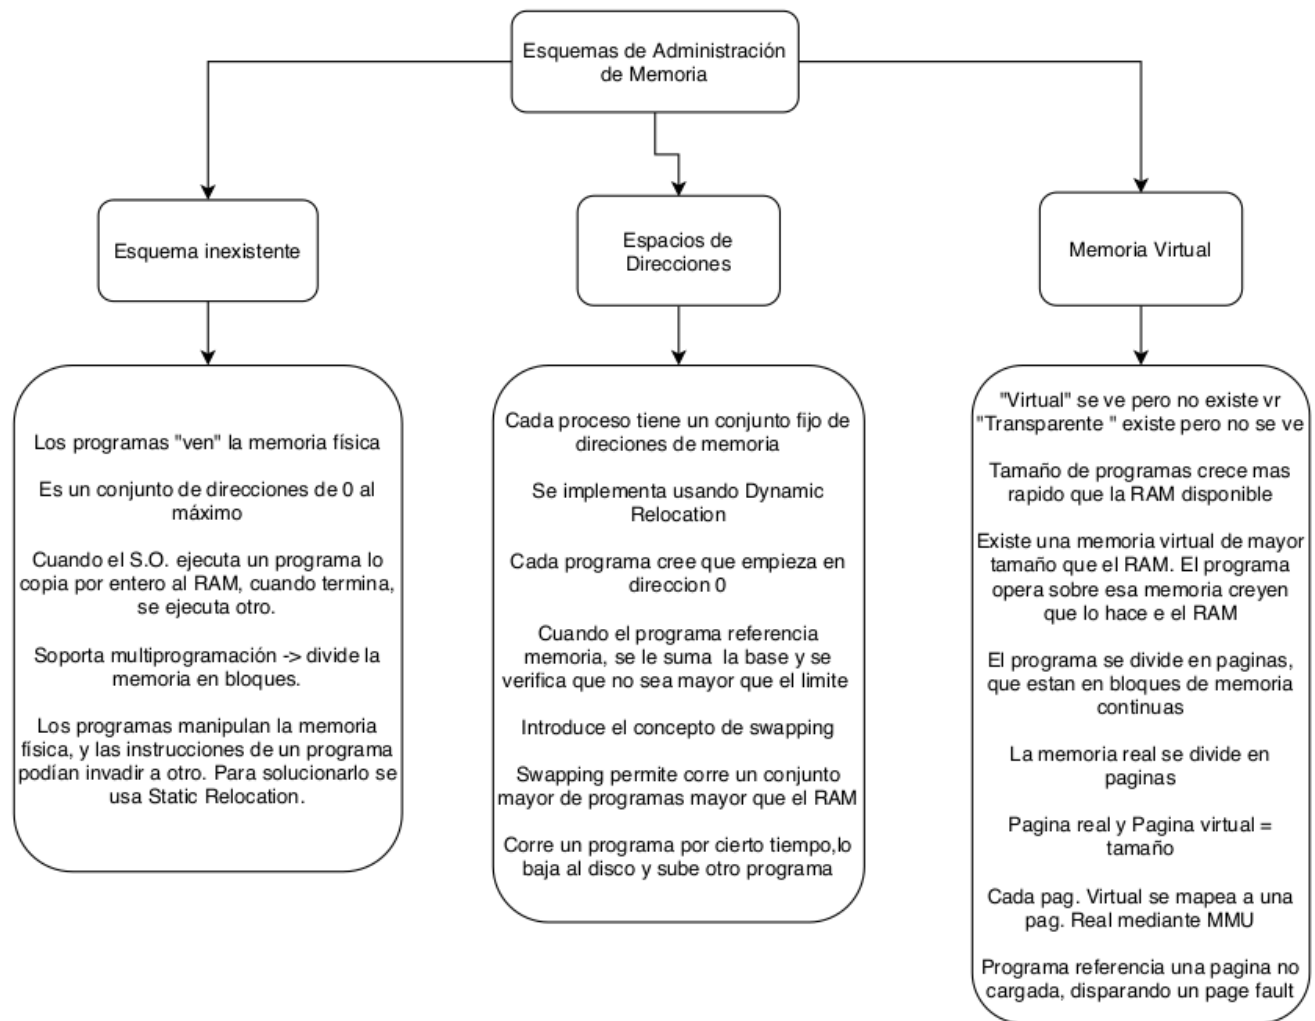 Esquemas de Administración
de Memoria
Esquema inexistente
Espacios de
Direcciones
Memoria Virtual
Los programas "ven" la memoria física
Es un conjunto de direcciones de 0 al
máximo
Cuando el S.O. ejecuta un programa lo
copia por entero al RAM, cuando termina,
se ejecuta otro.
Soporta multiprogramación -> divide la
memoria en bloques.
Los programas manipulan la memoria
física, y las instrucciones de un programa
podían invadir a otro. Para solucionarlo se
usa Static Relocation.
Cada proceso tiene un conjunto fijo de
direciones de memoria
Se implementa usando Dynamic
Relocation
Cada programa cree que empieza en
direccion 0
Cuando el programa referencia
memoria, se le suma la base y se
verifica que no sea mayor que el limite
Introduce el concepto de swapping
Swapping permite corre un conjunto
mayor de programas mayor que el RAM
Corre un programa por cierto tiempo,lo
baja al disco y sube otro programa
"Virtual" se ve pero no existe vr
"Transparente " existe pero no se ve
Tamaño de programas crece mas
rapido que la RAM disponible
Existe una memoria virtual de mayor
tamaño que el RAM. El programa
opera sobre esa memoria creyen
que lo hace e el RAM
El programa se divide en paginas,
que estan en bloques de memoria
continuas
La memoria real se divide en
paginas
Pagina real y Pagina virtual =
tamaño
Cada pag. Virtual se mapea a una
pag. Real mediante MMU
Programa referencia una pagina no
cargada, disparando un page fault